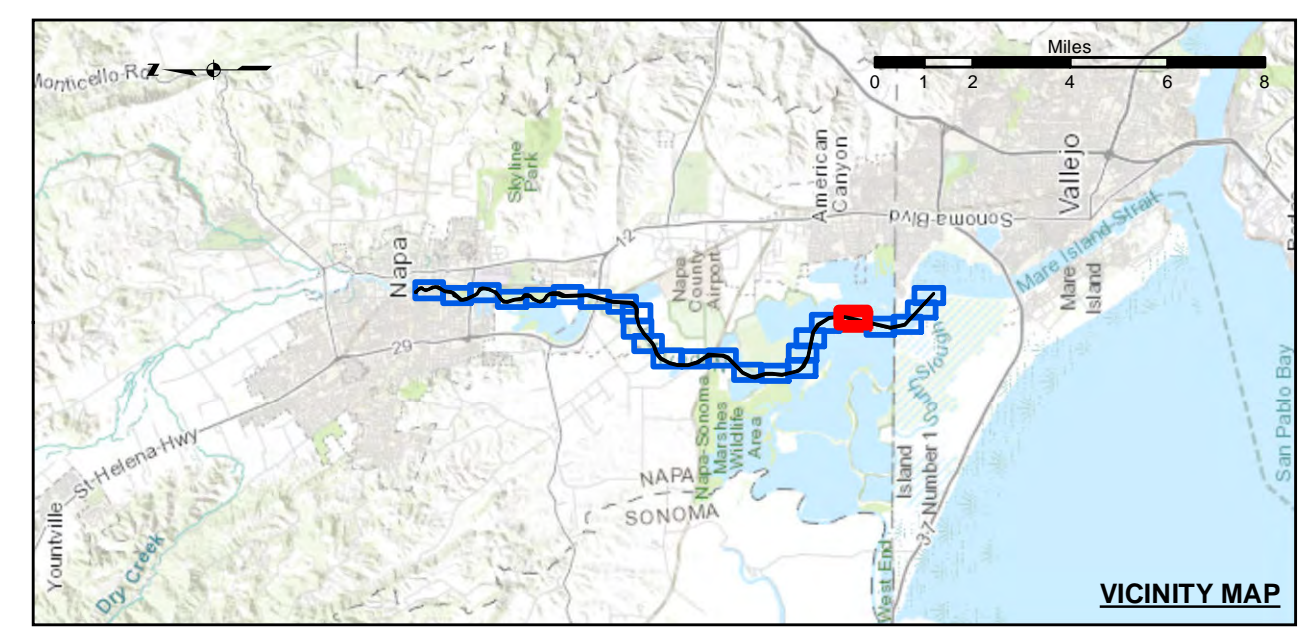 Miles
0 1 2 4 6 8
Monticello-Rd
Z
Skyline
Park
American
Canyon
Vallejo
Sonoma-Blvd
Mare Island-Strait
Mare
Island
Napa
12
Napa
County
Airport
29
St-Helena-Hwy
Yountville
Dry Creek
Napa-Sonoma
Marshes
Wildlife
Area
NAPA
SONOMA
South Slough
Island
Number 1
37
West End
San Pablo Bay
VICINITY MAP